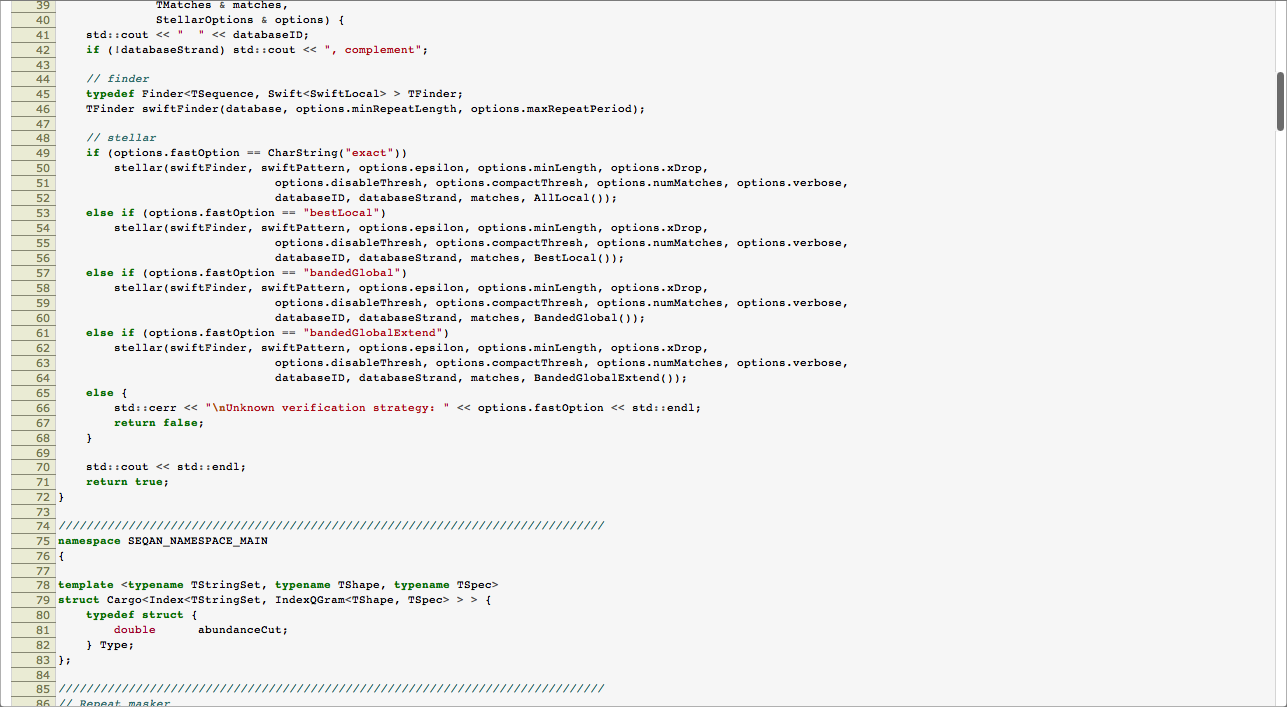 39 TMatches & matches,
40 StellarOptions & options) {
41 std::cout << "  " << databaseID;
42 if (!databaseStrand) std::cout << ", complement";
43
44 // finder
45 typedef Finder<TSequence, Swift<SwiftLocal> > TFinder;
46 TFinder swiftFinder(database, options.minRepeatLength, options.maxRepeatPeriod);
47
48 // stellar
49 if (options.fastOption == CharString("exact"))
50 stellar(swiftFinder, swiftPattern, options.epsilon, options.minLength, options.xDrop,
51 options.disableThresh, options.compactThresh, options.numMatches, options.verbose,
52 databaseID, databaseStrand, matches, AllLocal());
53 else if (options.fastOption == "bestLocal")
54 stellar(swiftFinder, swiftPattern, options.epsilon, options.minLength, options.xDrop,
55 options.disableThresh, options.compactThresh, options.numMatches, options.verbose,
56 databaseID, databaseStrand, matches, BestLocal());
57 else if (options.fastOption == "bandedGlobal")
58 stellar(swiftFinder, swiftPattern, options.epsilon, options.minLength, options.xDrop,
59 options.disableThresh, options.compactThresh, options.numMatches, options.verbose,
60 databaseID, databaseStrand, matches, BandedGlobal());
61 else if (options.fastOption == "bandedGlobalExtend")
62 stellar(swiftFinder, swiftPattern, options.epsilon, options.minLength, options.xDrop,
63 options.disableThresh, options.compactThresh, options.numMatches, options.verbose,
64 databaseID, databaseStrand, matches, BandedGlobalExtend());
65 else {
66 std::cerr << "\nUnknown verification strategy: " << options.fastOption << std::endl;
67 return false;
68 }
69
70 std::cout << std::endl;
71 return true;
72 }
73
74 //////////////////////////////////////////////////////////////////////////////
75 namespace SEQAN_NAMESPACE_MAIN
76 {
77
78 template <typename TStringSet, typename TShape, typename TSpec>
79 struct Cargo<Index<TStringSet, IndexQGram<TShape, TSpec> > > {
80 typedef struct {
81 double abundanceCut;
82 } Type;
83 };
84
85 //////////////////////////////////////////////////////////////////////////////
86 // Repeat masker